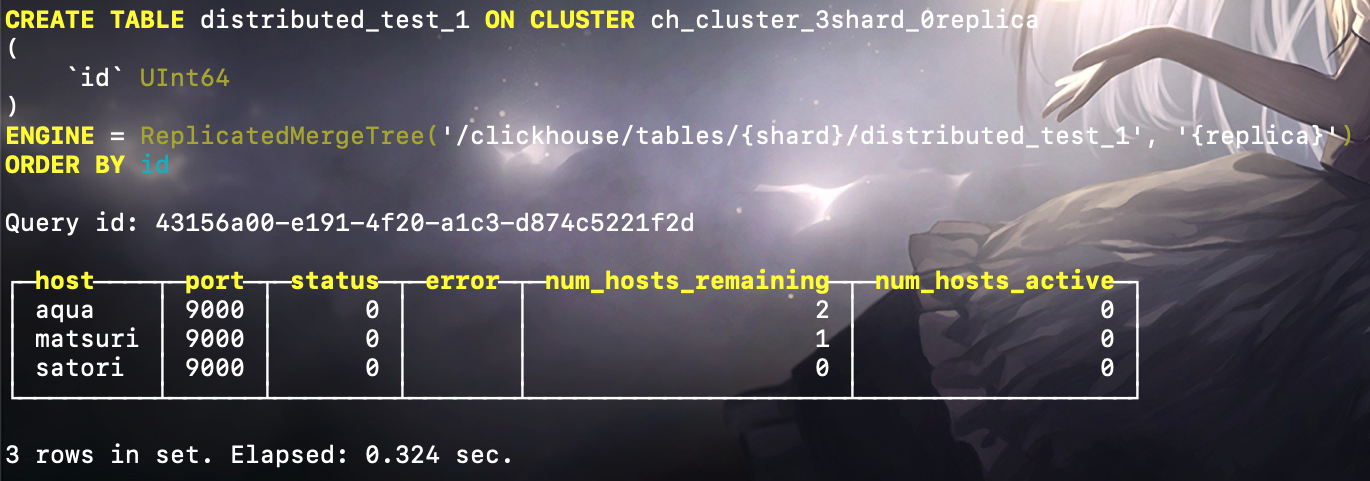 CREATE TABLE distributed_test_1 ON CLUSTER ch_cluster_3shard_0replica
(
    `id` UInt64
)
ENGINE = ReplicatedMergeTree('/clickhouse/tables/{shard}/distributed_test_1', '{replica}')
ORDER BY id
Query id: 43156a00-e191-4f20-a1c3-d874c5221f2d
host port status error num_hosts_remaining num_hosts_active
aqua 9000 0 2 0
matsuri 9000 0 1 0
satori 9000 0 0 0
3 rows in set. Elapsed: 0.324 sec.